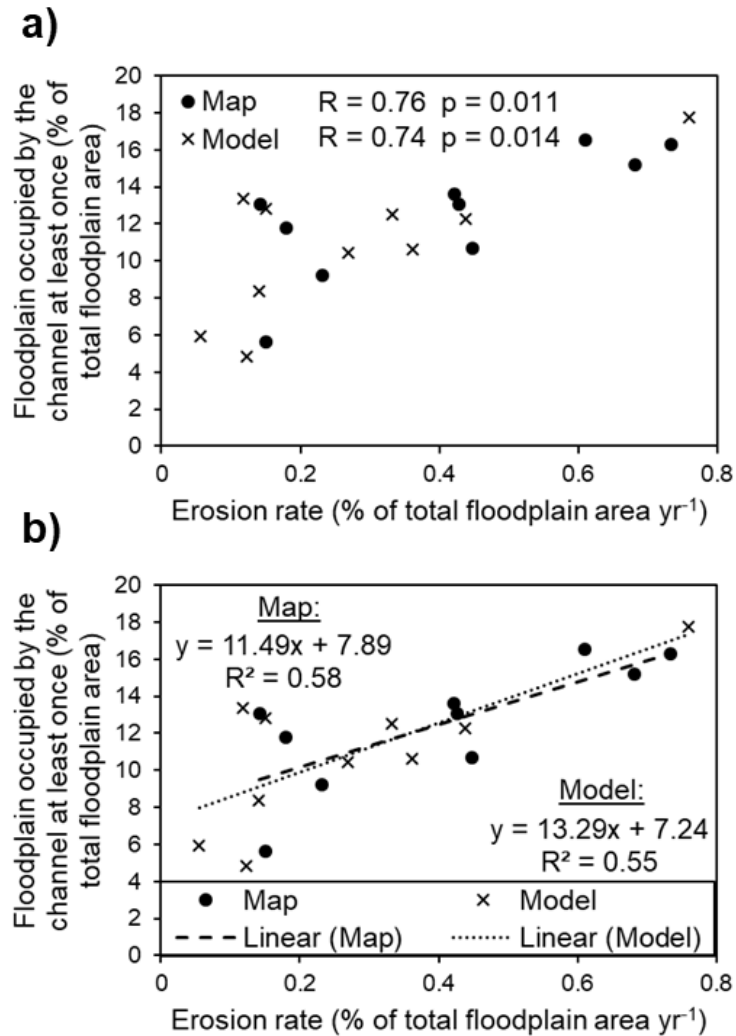 a)
Floodplain occupied by the
channel at least once (% of
total floodplain area)
20
18
16
14
12
10
8
6
4
2
0
Map R = 0.76 p = 0.011
Model R = 0.74 p = 0.014
0 0.2 0.4 0.6 0.8
Erosion rate (% of total floodplain area yr⁻¹)
b)
Floodplain occupied by the
channel at least once (% of
total floodplain area)
20
18
16
14
12
10
8
6
4
2
0
Map:
y = 11.49x + 7.89
R² = 0.58
Model:
y = 13.29x + 7.24
R² = 0.55
Map Model
Linear (Map) Linear (Model)
0 0.2 0.4 0.6 0.8
Erosion rate (% of total floodplain area yr⁻¹)